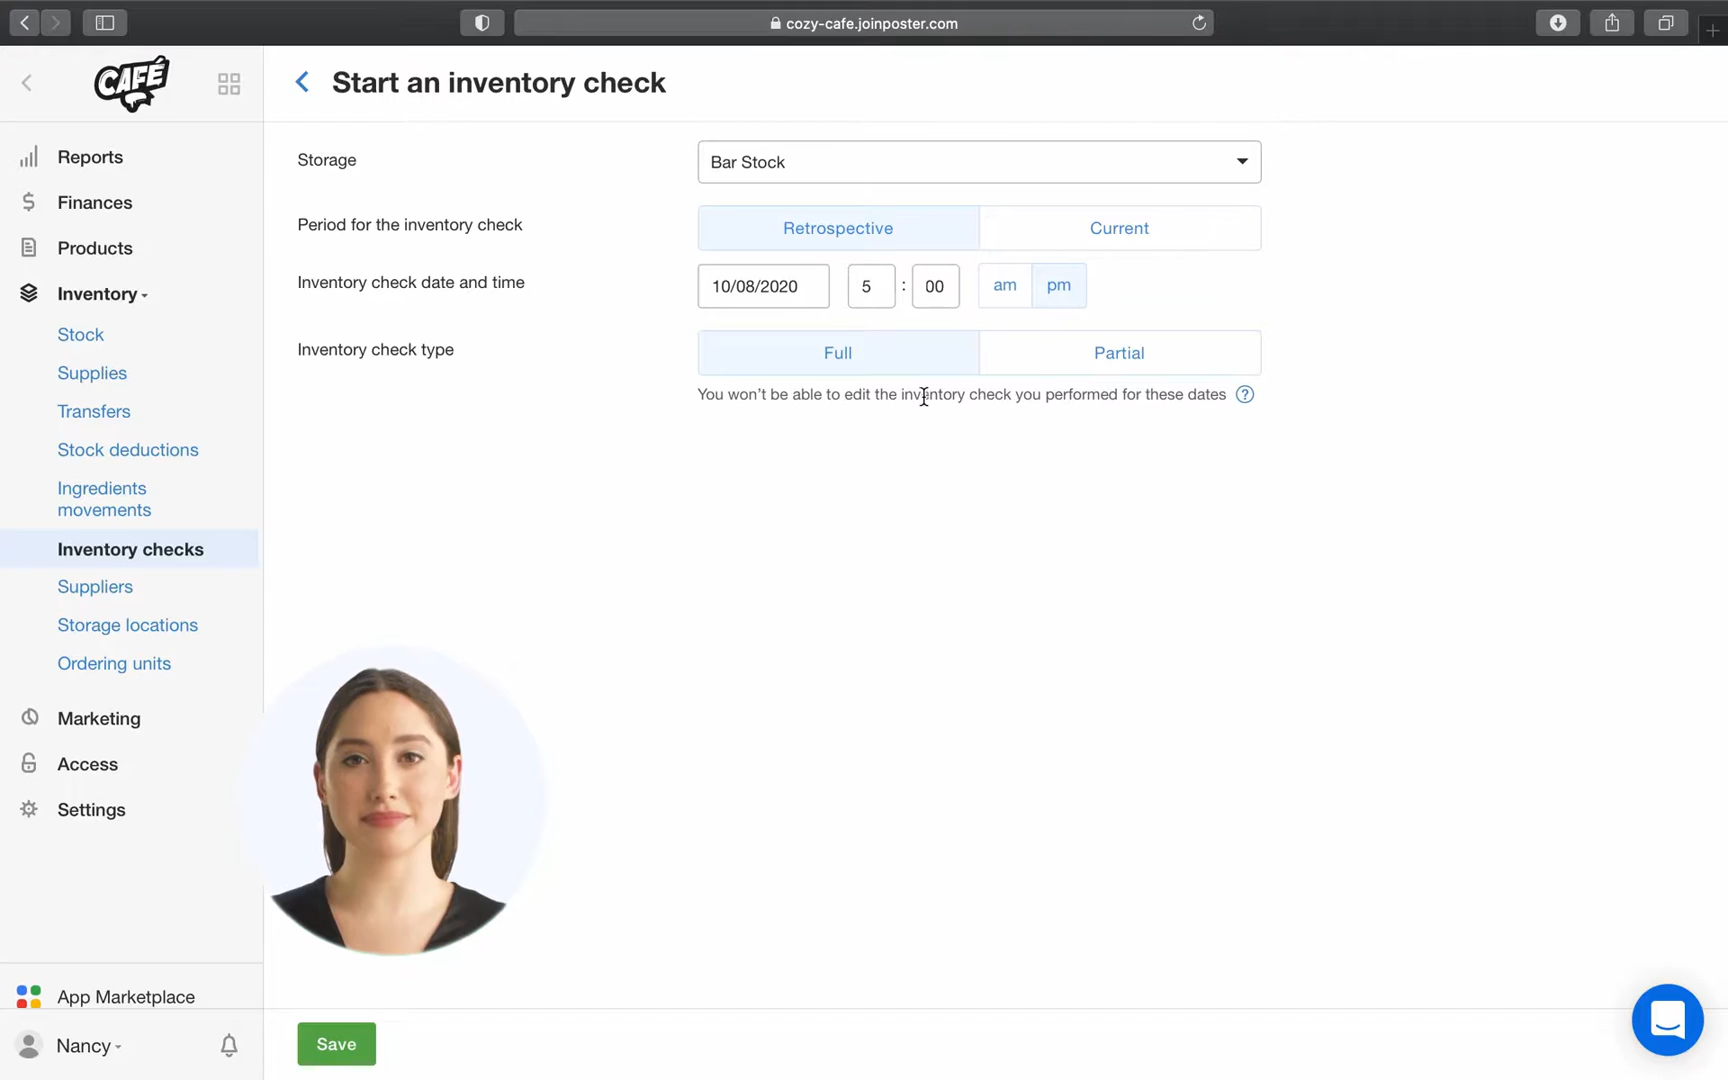 cozy-cafe.joinposter.com
CAFÉ
Start an inventory check
Reports
Finances
Products
Inventory
Stock
Supplies
Transfers
Stock deductions
Ingredients
movements
Inventory checks
Suppliers
Storage locations
Ordering units
Marketing
Access
Settings
App Marketplace
Nancy
Storage
Bar Stock
Period for the inventory check
Retrospective Current
Inventory check date and time
10/08/2020 5 : 00 am pm
Inventory check type
Full Partial
You won't be able to edit the inventory check you performed for these dates ?
Save